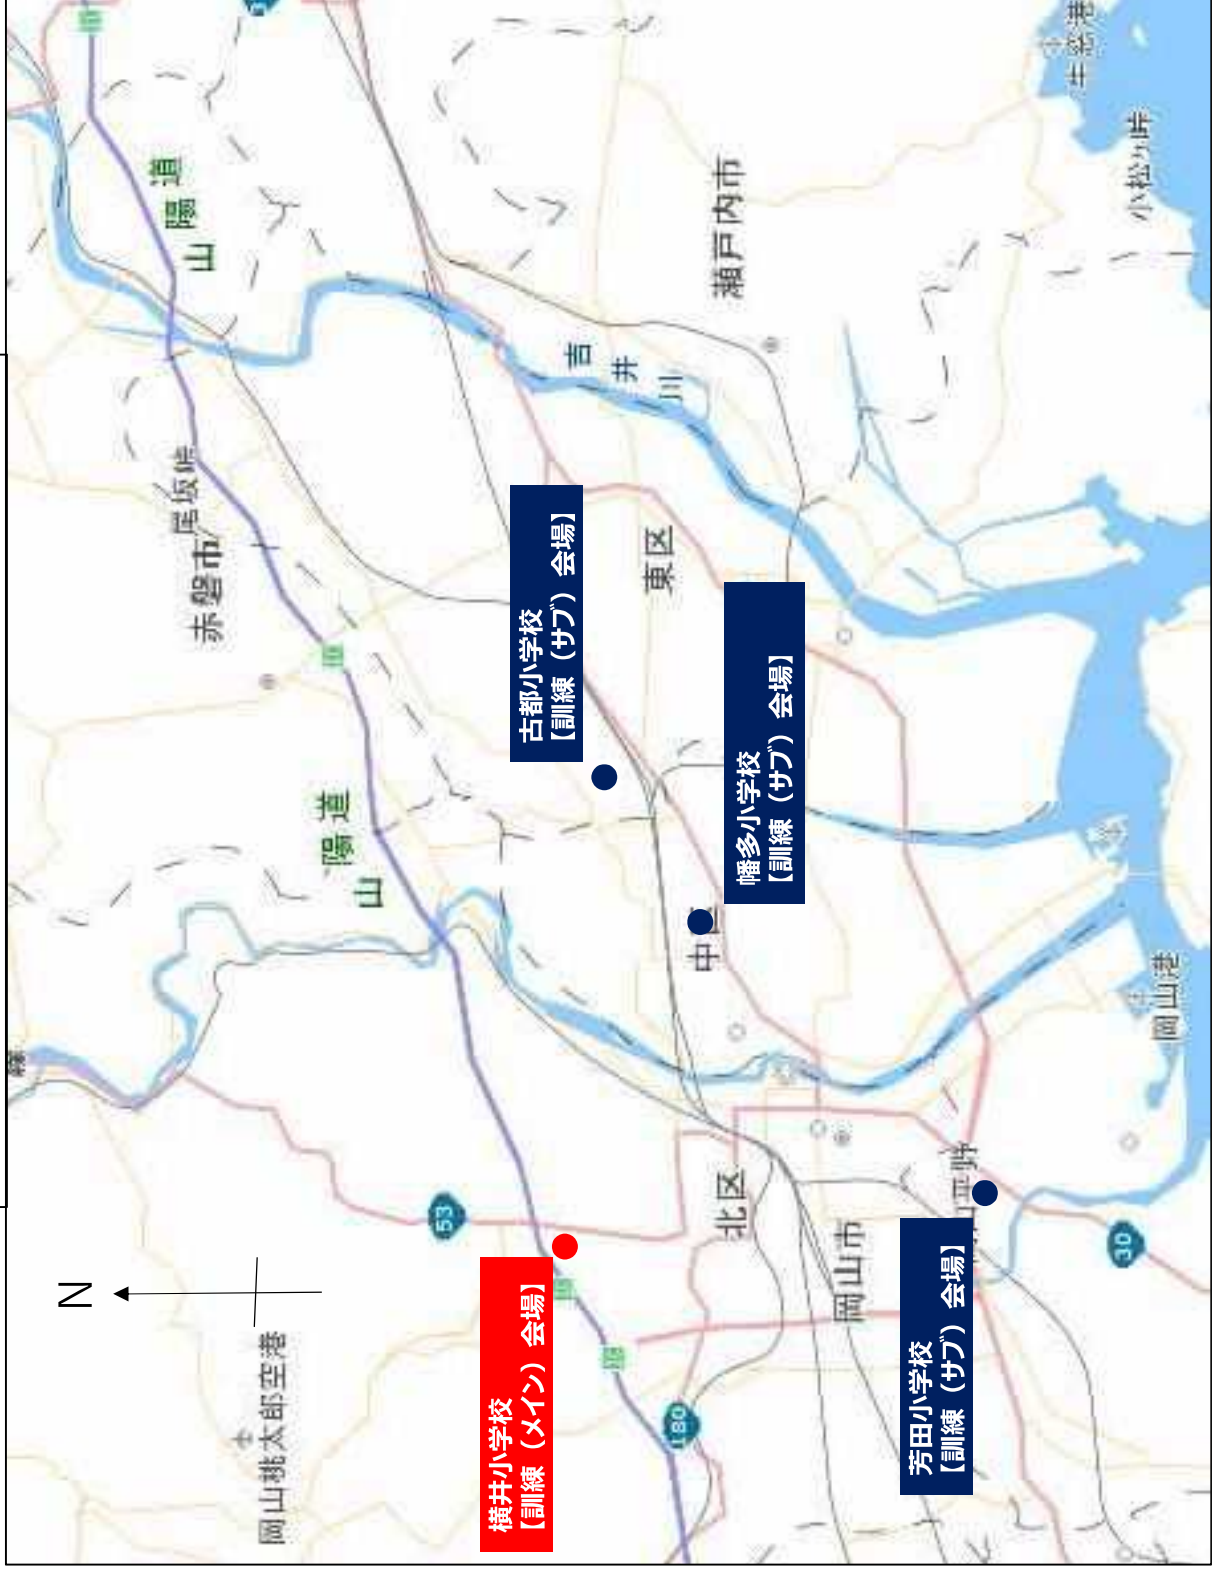 N
岡山桃太郎空港
53
横井小学校
【訓練（メイン）会場】
180
北区
岡山市
芳田小学校
【訓練（サブ）会場】
30
岡山港
中
幡多小学校
【訓練（サブ）会場】
古都小学校
【訓練（サブ）会場】
東区
山陽道
赤磐市
尾坂峠
吉井川
瀬戸内市
山陽道
小松ヶ峠
牛窓港